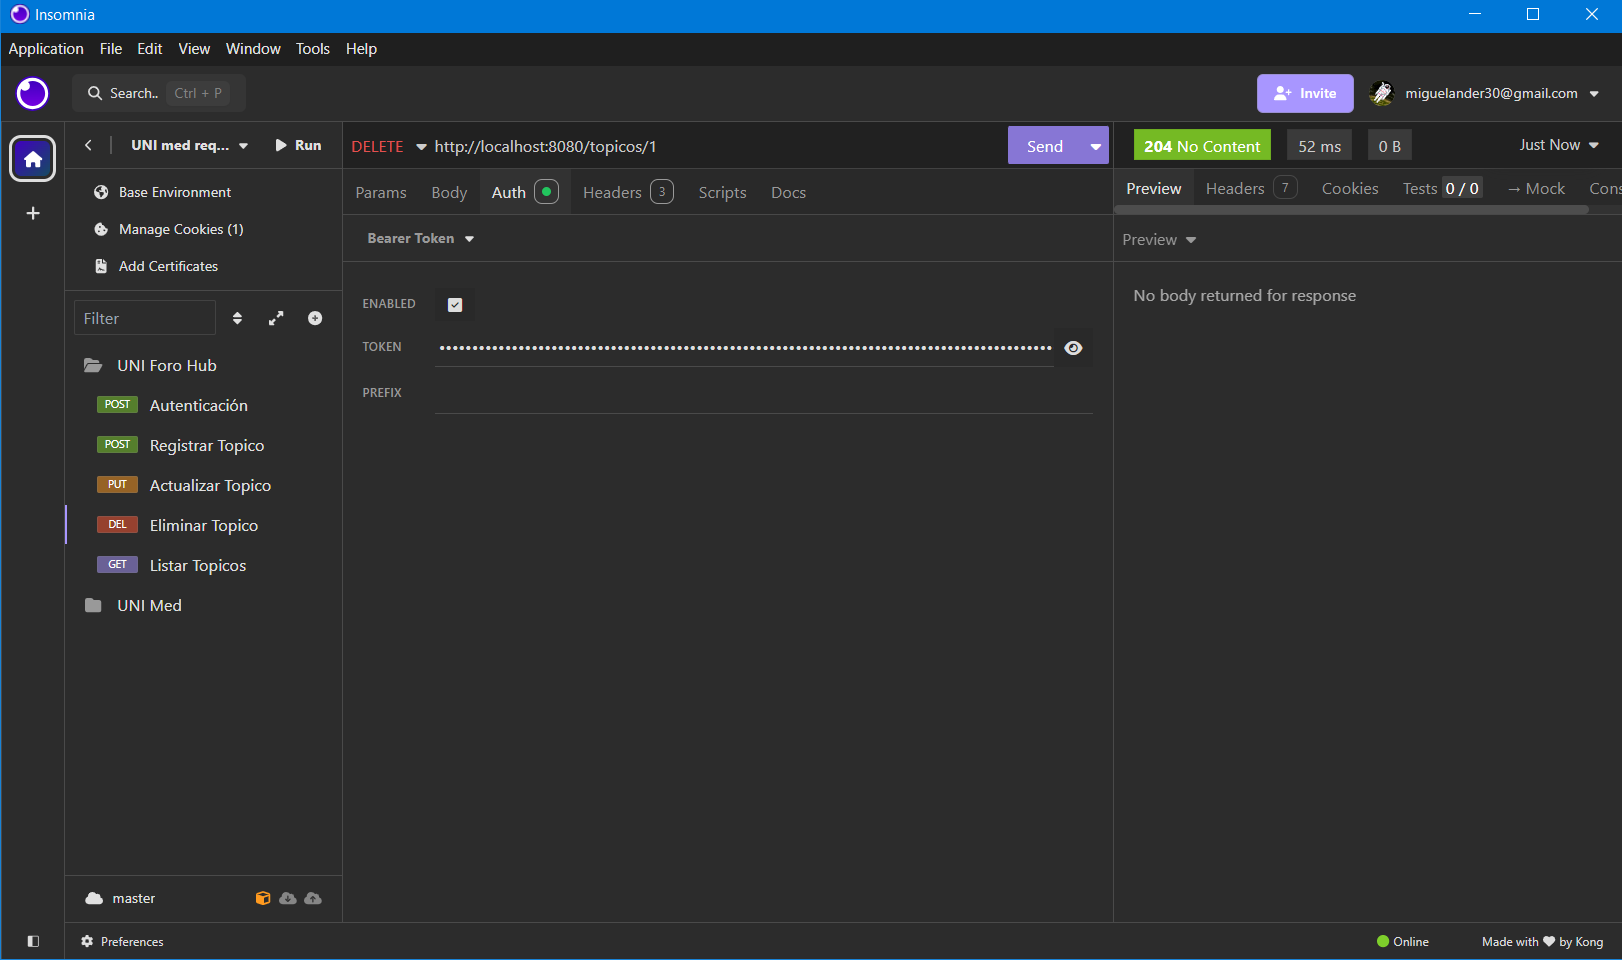 Insomnia
Application File Edit View Window Tools Help
Search.. Ctrl + P
Invite
miguelander30@gmail.com
UNI med req... Run
DELETE http://localhost:8080/topicos/1 Send
204 No Content 52 ms 0 B Just Now
Base Environment
Manage Cookies (1)
Add Certificates
Filter
UNI Foro Hub
POST Autenticación
POST Registrar Topico
PUT Actualizar Topico
DEL Eliminar Topico
GET Listar Topicos
UNI Med
master
Params Body Auth Headers 3 Scripts Docs
Bearer Token
ENABLED
TOKEN ••••••••••••••••••••••••••••••••••••••••••••••••••••••••••••••••••••••••••••••••••••••••••
PREFIX
Preview Headers 7 Cookies Tests 0 / 0 → Mock Cons
Preview
No body returned for response
Preferences
Online
Made with ♥ by Kong